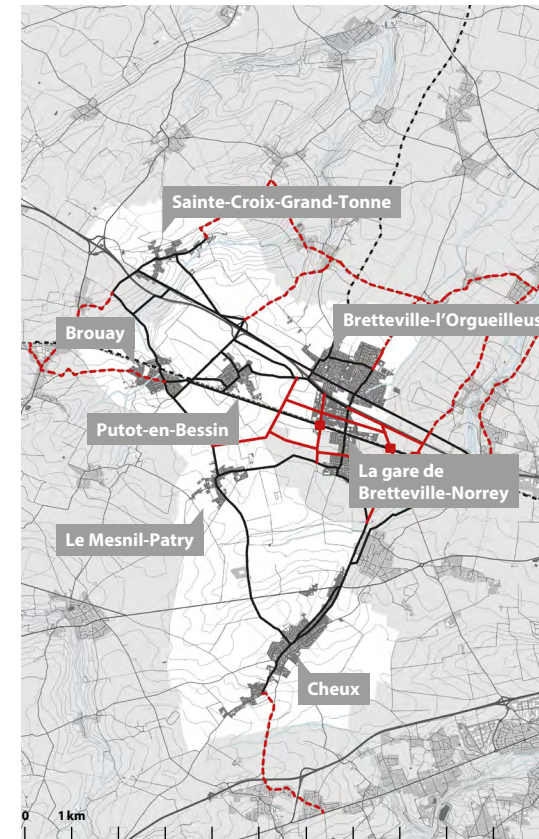 Sainte-Croix-Grand-Tonne
Brouay
Bretteville-l’Orgueilleus
Putot-en-Bessin
La gare de
Bretteville-Norrey
Le Mesnil-Patry
Cheux
0 1 km